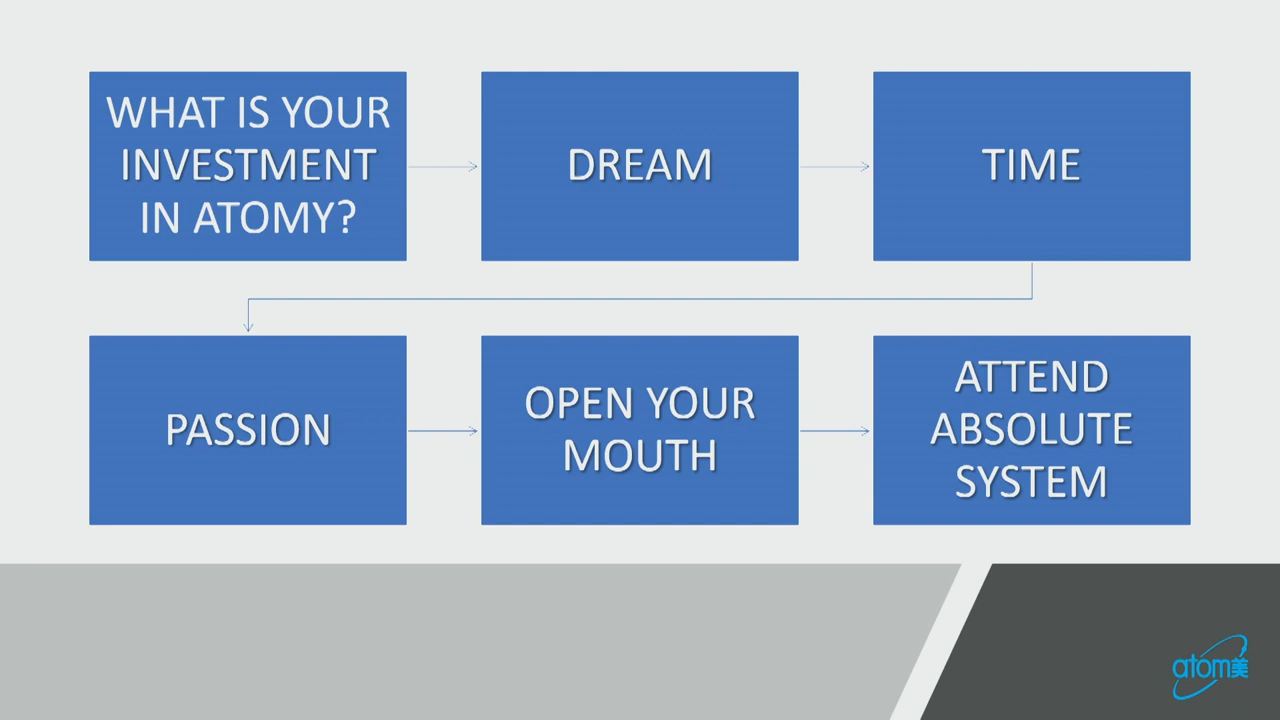 WHAT IS YOUR
INVESTMENT
IN ATOMY?
DREAM
TIME
PASSION
OPEN YOUR
MOUTH
ATTEND
ABSOLUTE
SYSTEM
atom美